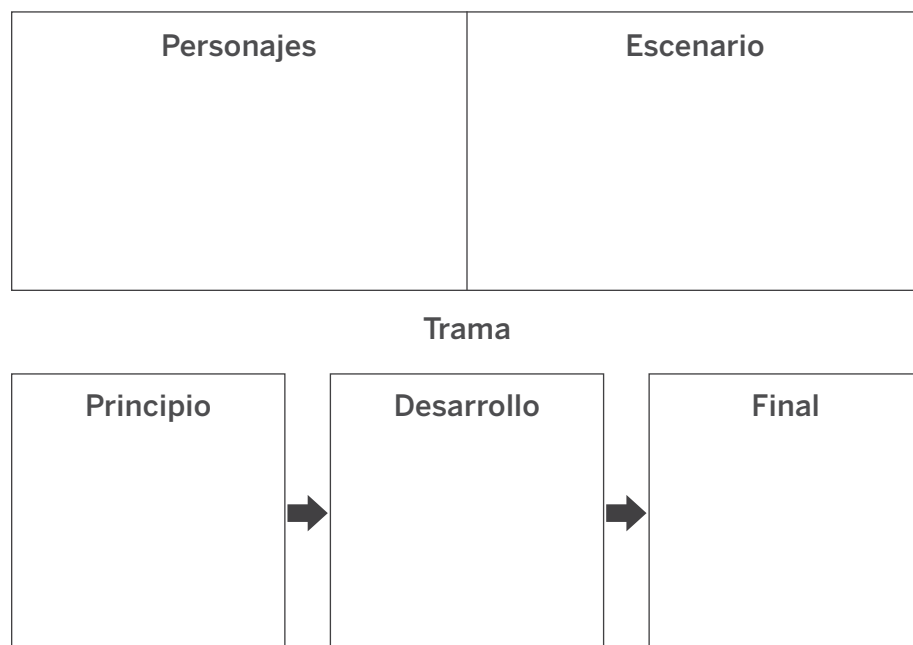 Personajes
Escenario
Trama
Principio
Desarrollo
Final